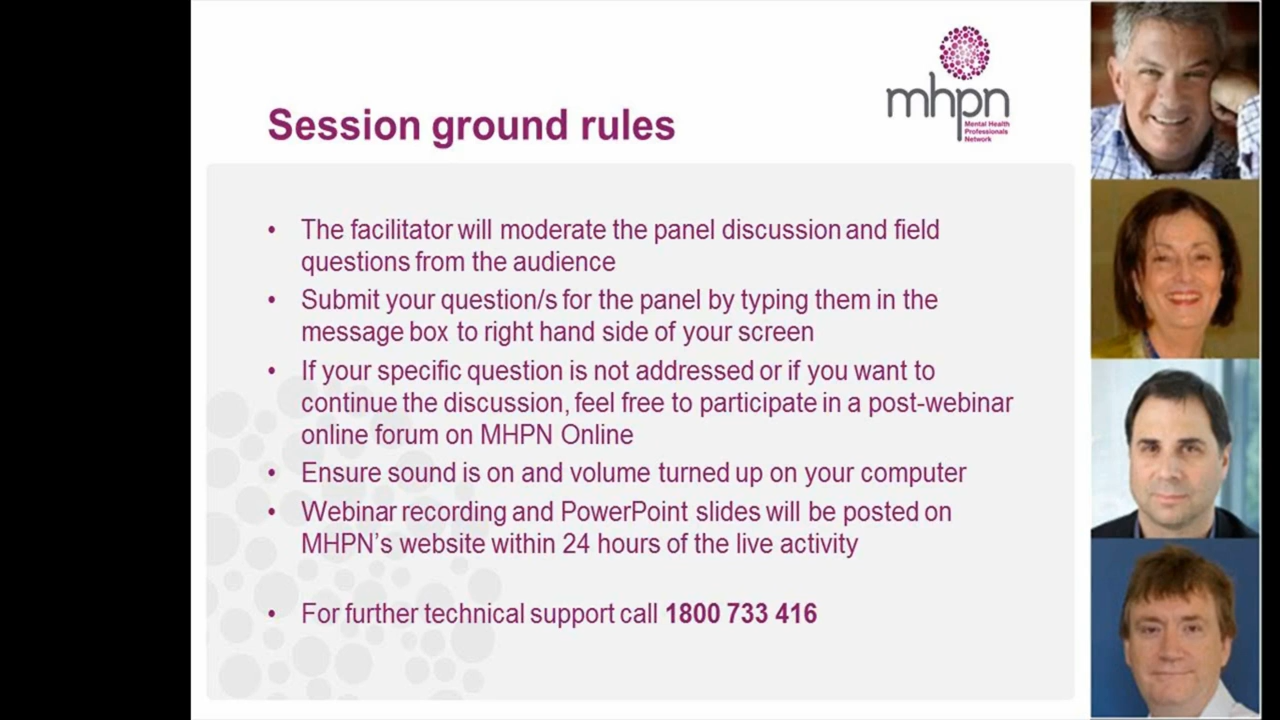 mhpn
Mental Health
Professionals
Network
Session ground rules
• The facilitator will moderate the panel discussion and field
questions from the audience
• Submit your question/s for the panel by typing them in the
message box to right hand side of your screen
• If your specific question is not addressed or if you want to
continue the discussion, feel free to participate in a post-webinar
online forum on MHPN Online
• Ensure sound is on and volume turned up on your computer
• Webinar recording and PowerPoint slides will be posted on
MHPN’s website within 24 hours of the live activity
• For further technical support call 1800 733 416